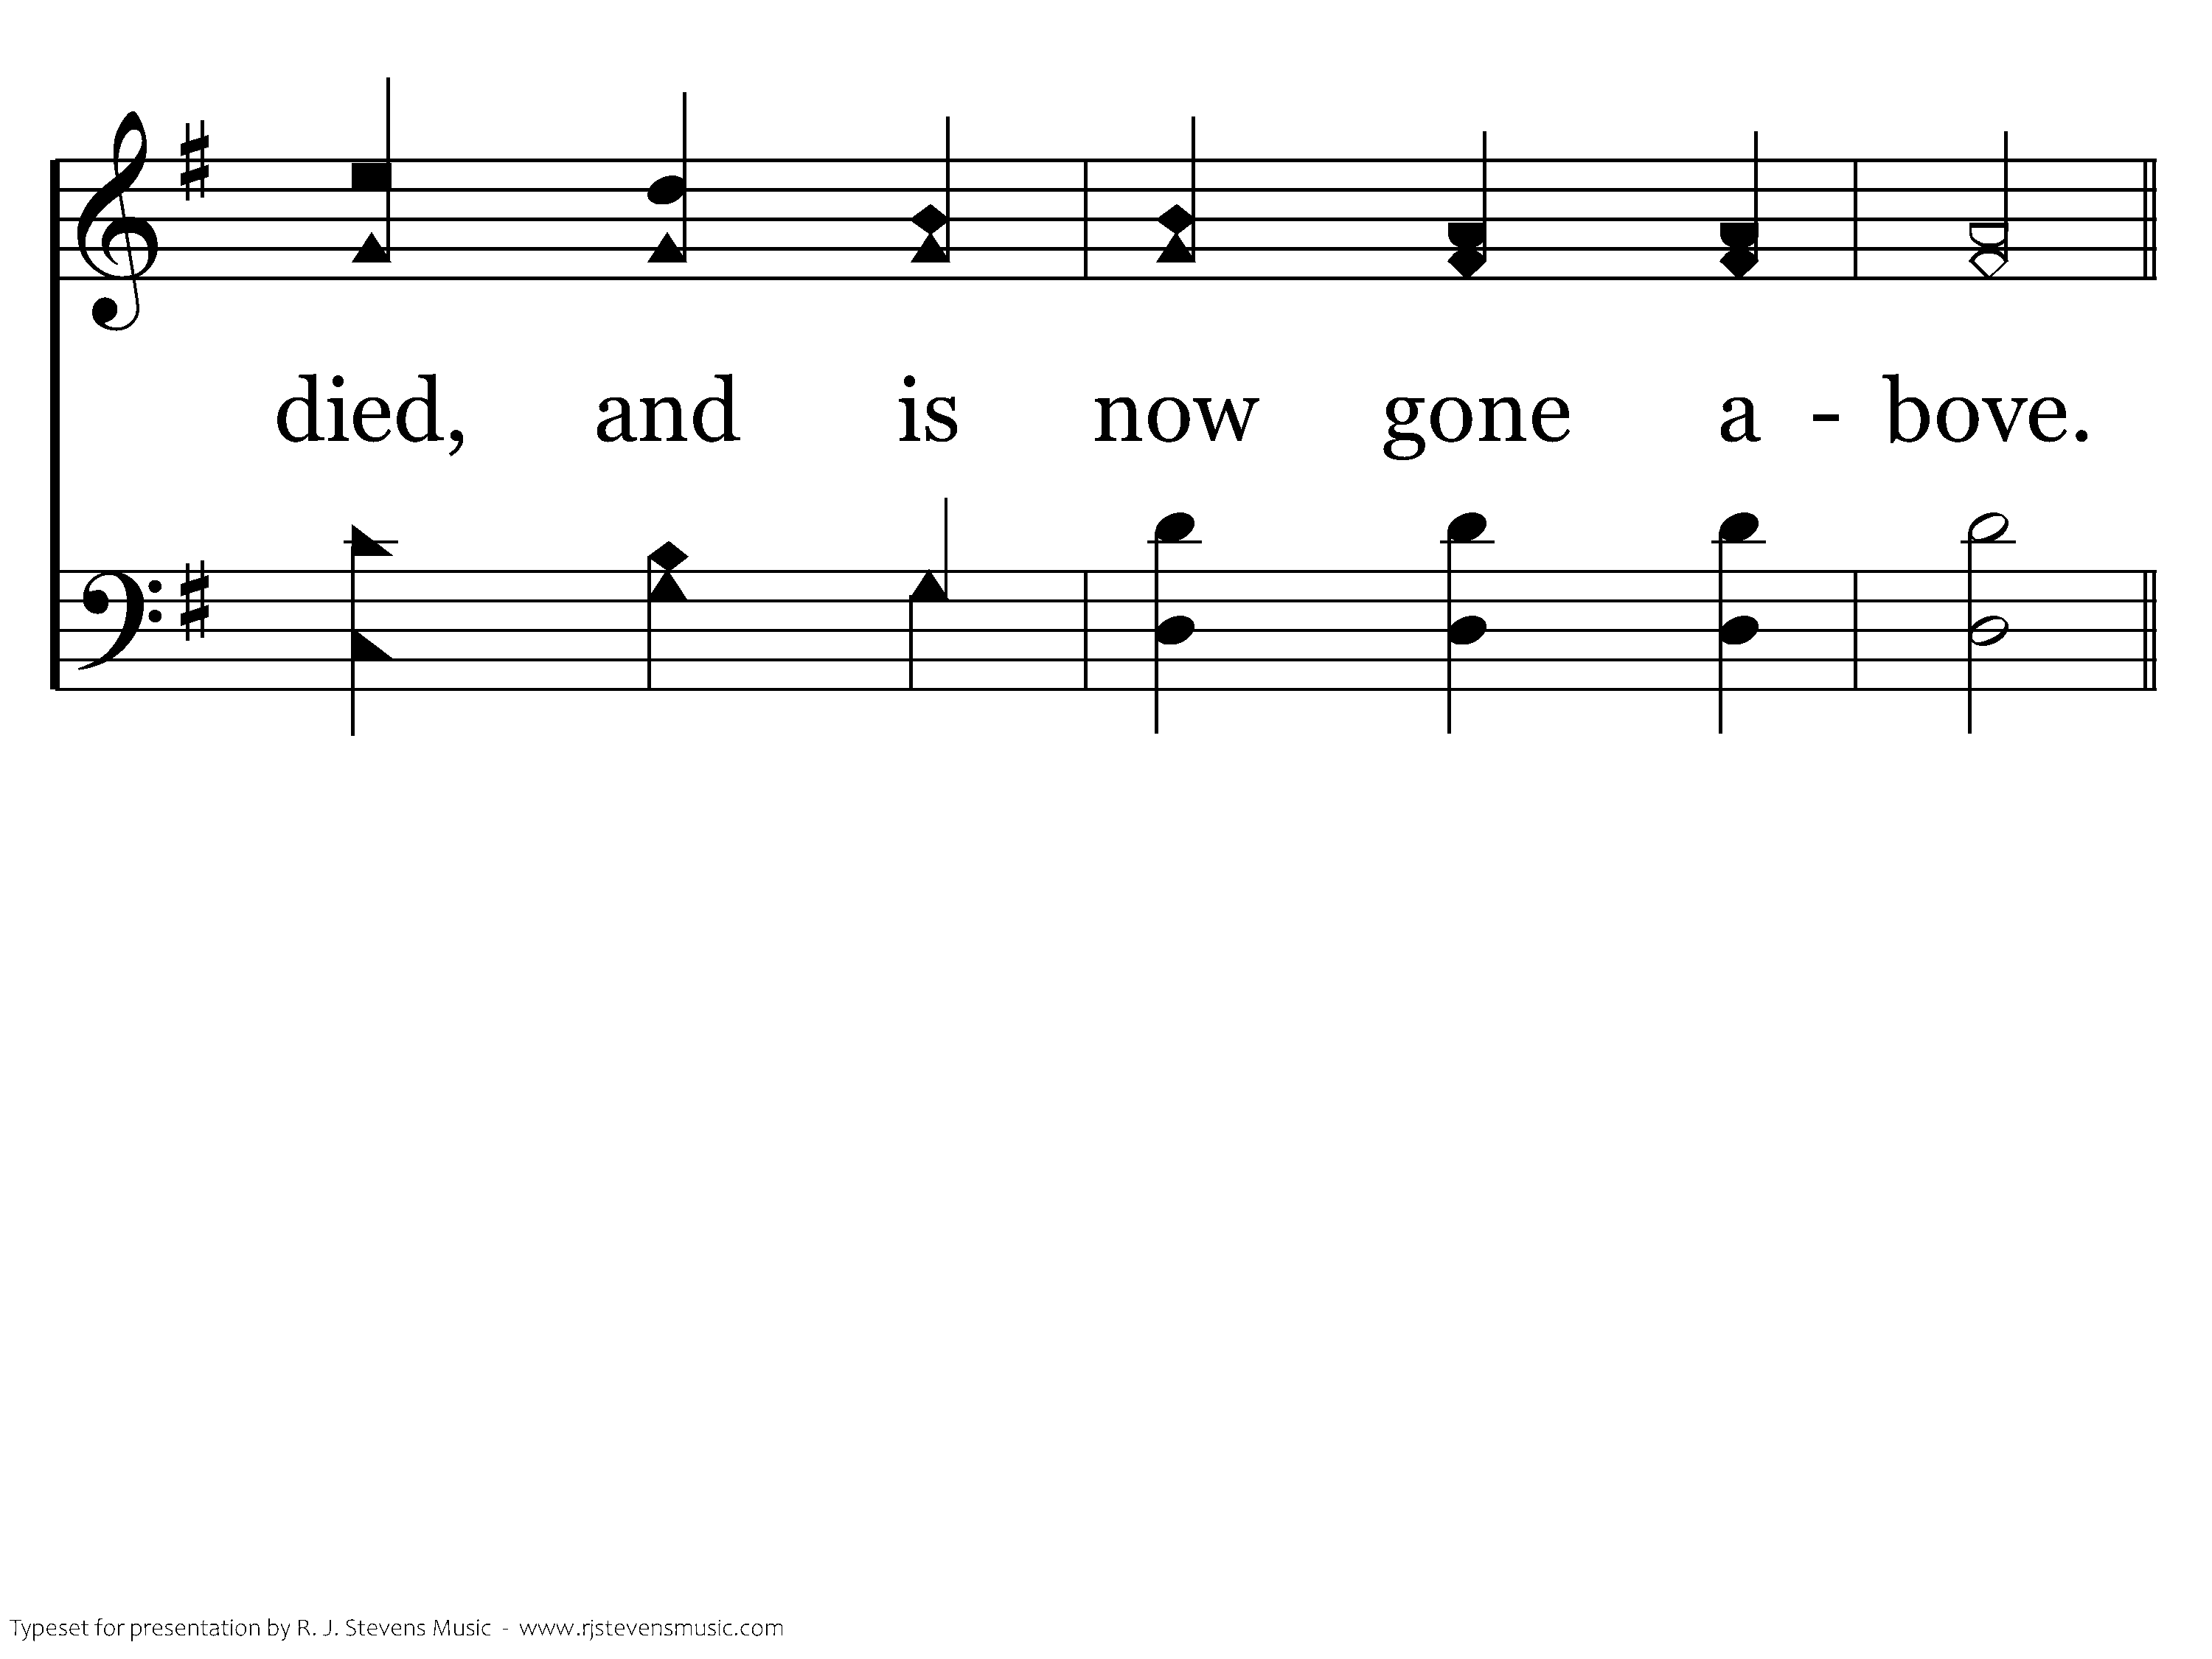 died, and is now gone a - bove.
Typeset for presentation by R. J. Stevens Music - www.rjstevensmusic.com